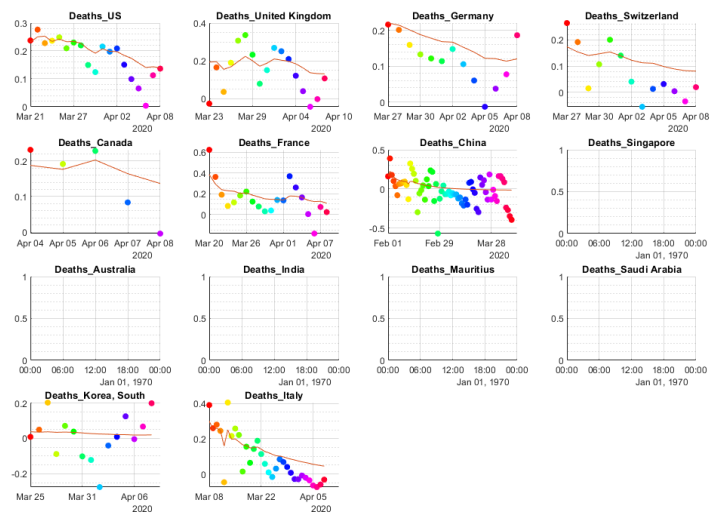 Deaths_US
0.3
0.2
0.1
0
Mar 21
Mar 27
Apr 02
Apr 08
2020
Deaths_United Kingdom
0.4
0.2
0
Mar 23
Mar 29
Apr 04
Apr 10
2020
Deaths_Germany
0.2
0.1
0
Mar 27
Mar 30
Apr 02
Apr 05
Apr 08
2020
Deaths_Switzerland
0.2
0.1
0
Mar 27
Mar 30
Apr 02
Apr 05
Apr 08
2020
Deaths_Canada
0.2
0.1
0
Apr 04
Apr 05
Apr 06
Apr 07
Apr 08
2020
Deaths_France
0.6
0.4
0.2
0
Mar 20
Mar 26
Apr 01
Apr 07
2020
Deaths_China
0.5
0
-0.5
Feb 01
Feb 29
Mar 28
2020
Deaths_Singapore
1
0.5
0
00:00
06:00
12:00
18:00
00:00
Jan 01, 1970
Deaths_Australia
1
0.5
0
00:00
06:00
12:00
18:00
00:00
Jan 01, 1970
Deaths_India
1
0.5
0
00:00
06:00
12:00
18:00
00:00
Jan 01, 1970
Deaths_Mauritius
1
0.5
0
00:00
06:00
12:00
18:00
00:00
Jan 01, 1970
Deaths_Saudi Arabia
1
0.5
0
00:00
06:00
12:00
18:00
00:00
Jan 01, 1970
Deaths_Korea, South
0.2
0
-0.2
Mar 25
Mar 31
Apr 06
2020
Deaths_Italy
0.4
0.2
0
Mar 08
Mar 22
Apr 05
2020